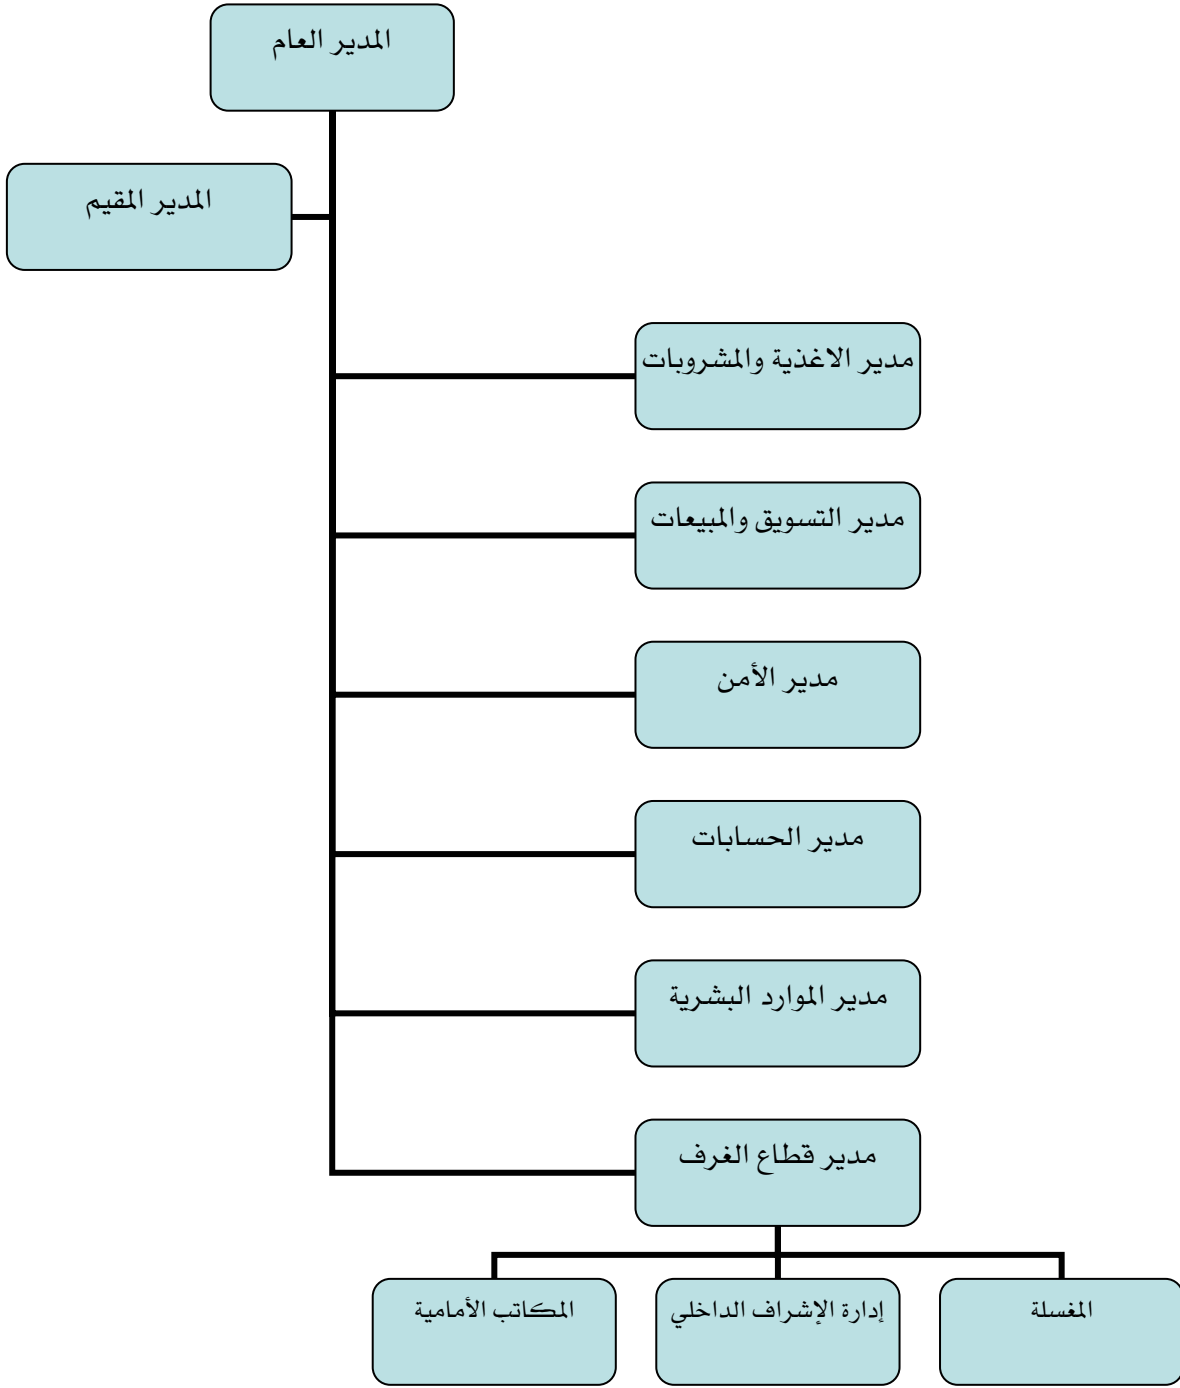 المدير العام
المدير المقيم
مدير الاغذية والمشروبات
مدير التسويق والمبيعات
مدير الأمن
مدير الحسابات
مدير الموارد البشرية
مدير قطاع الغرف
المغسلة
إدارة الإشراف الداخلي
المكاتب الأمامية